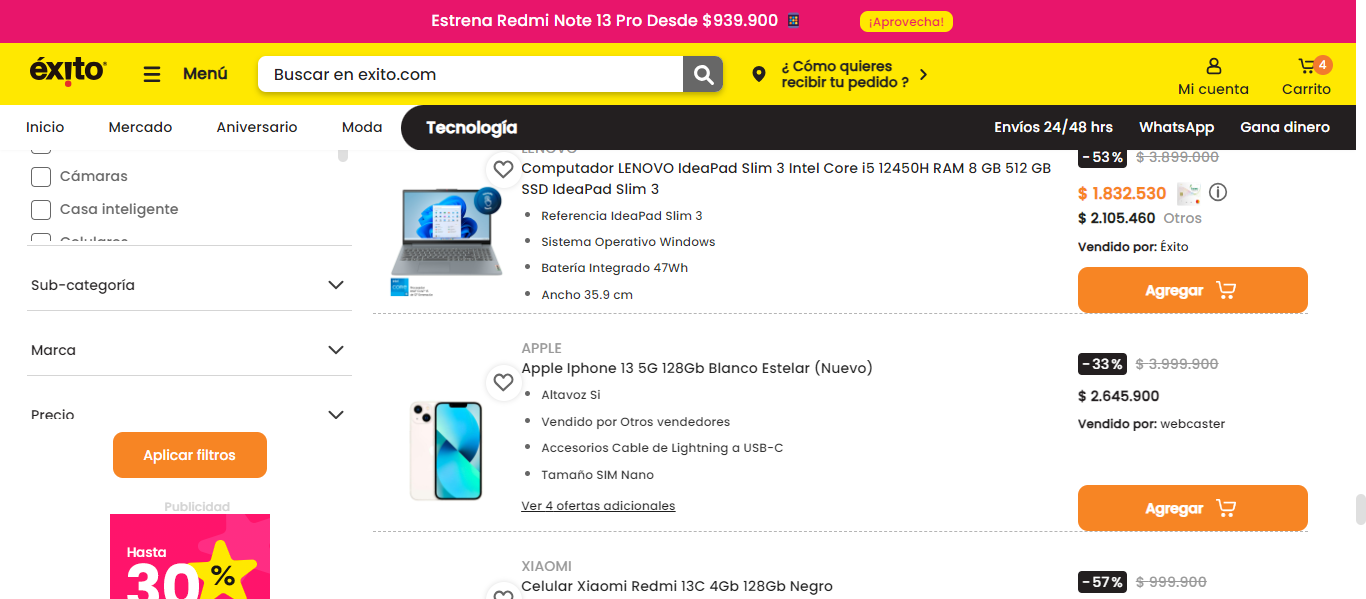 Estrena Redmi Note 13 Pro Desde $939.900
¡Aprovecha!
éxito
Menú
Buscar en exito.com
¿ Cómo quieres
recibir tu pedido ?
Mi cuenta
4
Carrito
Inicio
Mercado
Aniversario
Moda
Tecnología
Envíos 24/48 hrs
WhatsApp
Gana dinero
Cámaras
Casa inteligente
Celulares
Sub-categoría
Marca
Precio
Aplicar filtros
Publicidad
Hasta
30 %
LENOVO
Computador LENOVO IdeaPad Slim 3 Intel Core i5 12450H RAM 8 GB 512 GB
SSD IdeaPad Slim 3
Referencia IdeaPad Slim 3
Sistema Operativo Windows
Batería Integrado 47Wh
Ancho 35.9 cm
-53% $ 3.899.000
$ 1.832.530
$ 2.105.460 Otros
Vendido por: Éxito
Agregar
APPLE
Apple Iphone 13 5G 128Gb Blanco Estelar (Nuevo)
Altavoz Si
Vendido por Otros vendedores
Accesorios Cable de Lightning a USB-C
Tamaño SIM Nano
Ver 4 ofertas adicionales
-33% $ 3.999.900
$ 2.645.900
Vendido por: webcaster
Agregar
XIAOMI
Celular Xiaomi Redmi 13C 4Gb 128Gb Negro
-57% $ 999.900